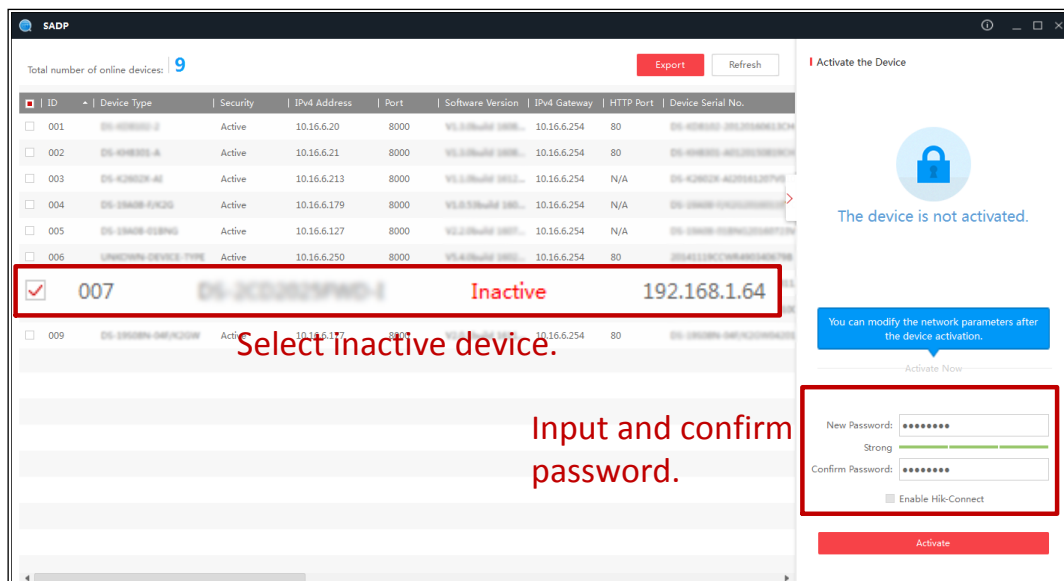 SADP
Total number of online devices: 9
Export
Refresh
ID Device Type Security IPv4 Address Port Software Version IPv4 Gateway HTTP Port Device Serial No.
001 Active 10.16.6.20 8000 10.16.6.254 80
002 Active 10.16.6.21 8000 10.16.6.254 80
003 Active 10.16.6.213 8000 10.16.6.254 N/A
004 Active 10.16.6.179 8000 10.16.6.254 N/A
005 Active 10.16.6.127 8000 10.16.6.254 N/A
006 Active 10.16.6.250 8000 10.16.6.254 80
007 Inactive 192.168.1.64
009 Active 8000 10.16.6.254 80
Select inactive device.
Input and confirm
password.
Activate the Device
The device is not activated.
You can modify the network parameters after
the device activation.
Activate Now
New Password: ●●●●●●●●
Strong
Confirm Password: ●●●●●●●●
Enable Hik-Connect
Activate